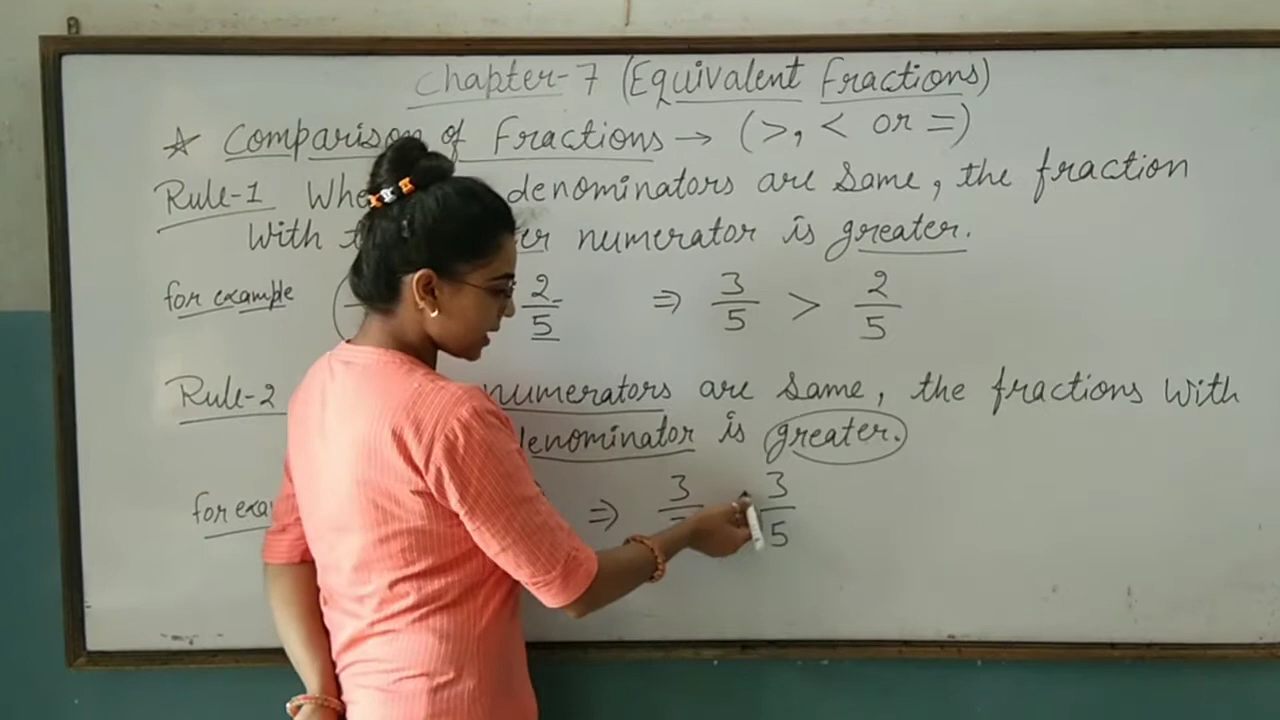 Chapter-7 (Equivalent Fractions)
☆ Comparison of Fractions → (>, < or =)
Rule-1 Whe denominators are Same, the fraction
With t er numerator is greater.
for example 2/5 ⇒ 3/5 > 2/5
Rule-2 numerators are Same, the fractions With
denominator is greater.
for exa ⇒ 3/ 3/5